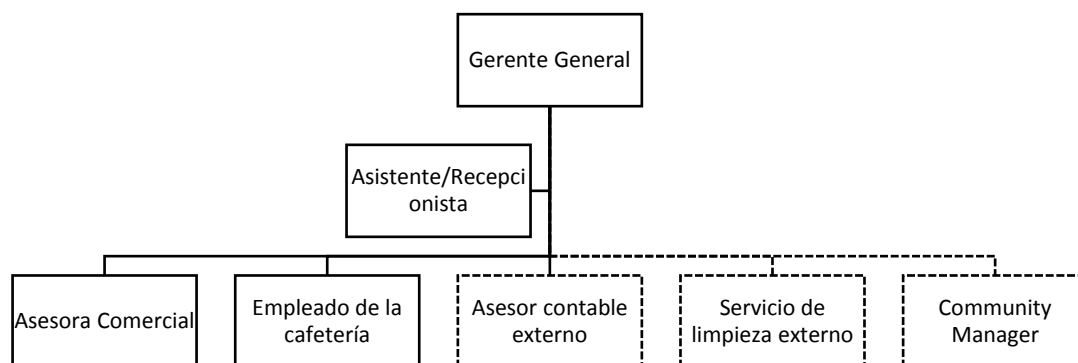 Gerente General
Asistente/Recepci
onista
Asesora Comercial
Empleado de la
cafetería
Asesor contable
externo
Servicio de
limpieza externo
Community
Manager